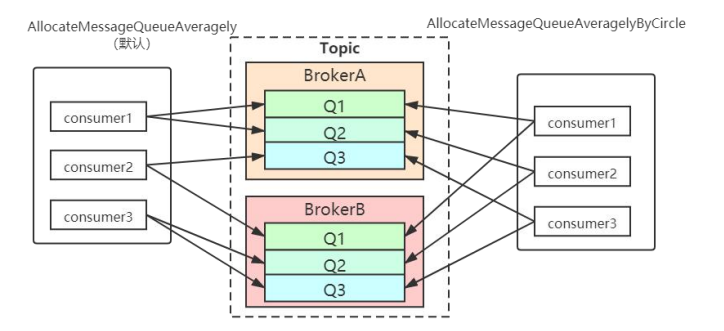 AllocateMessageQueueAveragely
(默认)
AllocateMessageQueueAveragelyByCircle
Topic
BrokerA
Q1
Q2
Q3
BrokerB
Q1
Q2
Q3
consumer1
consumer2
consumer3
consumer1
consumer2
consumer3